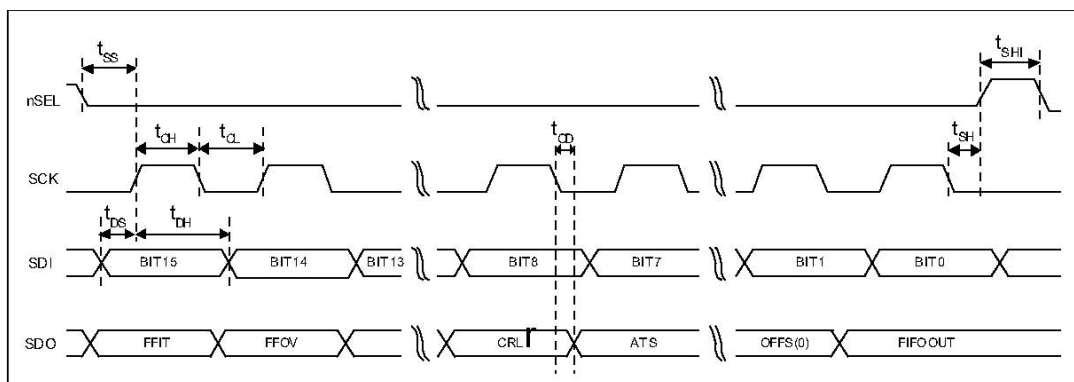 tSS
tSHI
nSEL
tCH tCL tCD tSH
SCK
tDS tDH
SDI BIT15 BIT14 BIT13 BIT8 BIT7 BIT1 BIT0
SDO FFIT FFOV CRLr ATS OFFS(0) FIFOOUT